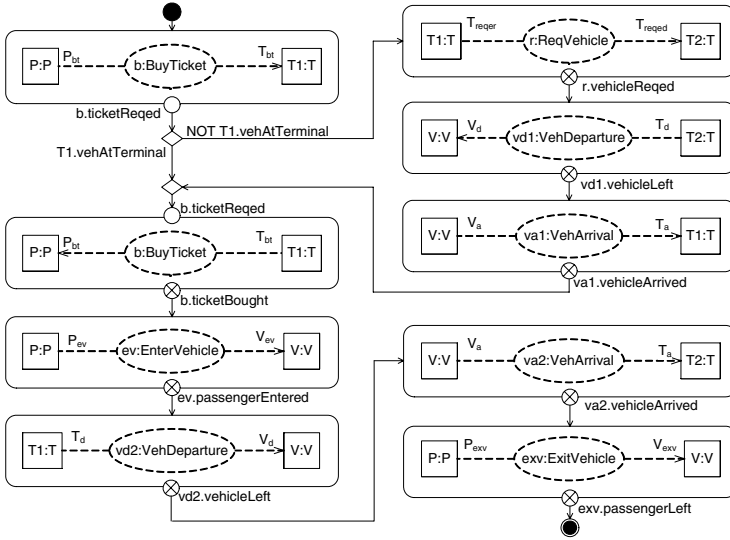 P:P P_bt b:BuyTicket T_bt T1:T
b.ticketReqed
NOT T1.vehAtTerminal
T1.vehAtTerminal
b.ticketReqed
P:P P_bt b:BuyTicket T_bt T1:T
b.ticketBought
P:P P_ev ev:EnterVehicle V_ev V:V
ev.passengerEntered
T1:T T_d vd2:VehDeparture V_d V:V
vd2.vehicleLeft
T1:T T_reqer r:ReqVehicle T_reqed T2:T
r.vehicleReqed
V:V V_d vd1:VehDeparture T_d T2:T
vd1.vehicleLeft
V:V V_a va1:VehArrival T_a T1:T
va1.vehicleArrived
V:V V_a va2:VehArrival T_a T2:T
va2.vehicleArrived
P:P P_exv exv:ExitVehicle V_exv V:V
exv.passengerLeft